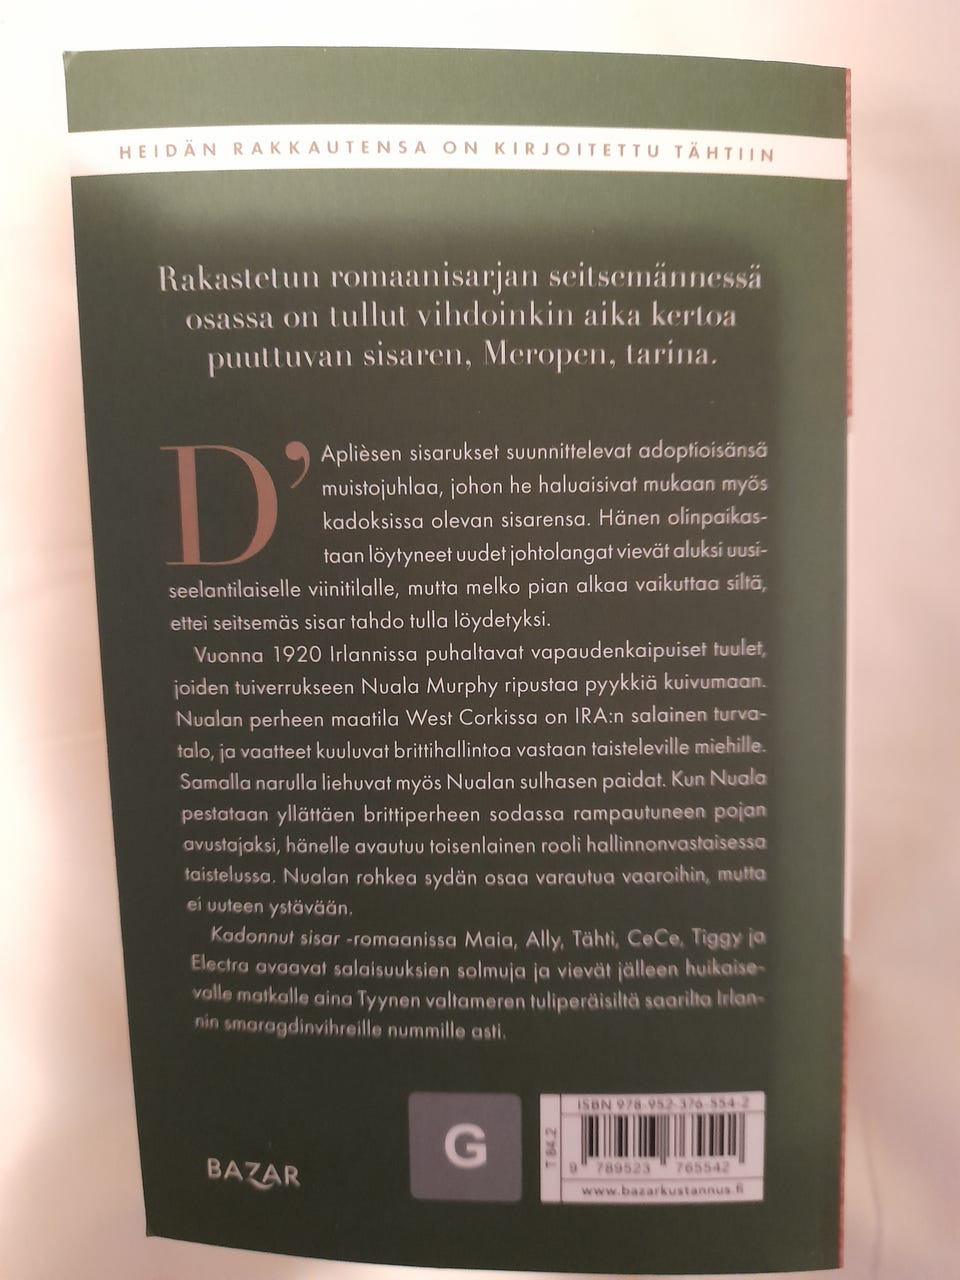 HEIDÄN RAKKAUTENSA ON KIRJOITETTU TÄHTIIN
Rakastetun romaanisarjan seitsemännessä
osassa on tullut vihdoinkin aika kertoa
puuttuvan sisaren, Meropen, tarina.
D’Aplièsen sisarukset suunnittelevat adoptioisänsä
muistojuhlaa, johon he haluaisivat mukaan myös
kadoksissa olevan sisarensa. Hänen olinpaikas-
taan löytyneet uudet johtolangat vievät aluksi uusi-
seelantilaiselle viinitilalle, mutta melko pian alkaa vaikuttaa siltä,
ettei seitsemäs sisar tahdo tulla löydetyksi.
Vuonna 1920 Irlannissa puhaltavat vapaudenkaipuiset tuulet,
joiden tuiverrukseen Nuala Murphy ripustaa pyykkiä kuivumaan.
Nualan perheen maatila West Corkissa on IRA:n salainen turva-
talo, ja vaatteet kuuluvat brittihallintoa vastaan taisteleville miehille.
Samalla narulla liehuvat myös Nualan sulhasen paidat. Kun Nuala
pestataan yllättäen brittiperheen sodassa rampautuneen pojan
avustajaksi, hänelle avautuu toisenlainen rooli hallinnonvastaisessa
taistelussa. Nualan rohkea sydän osaa varautua vaaroihin, mutta
ei uuteen ystävään.
Kadonnut sisar -romaanissa Maia, Ally, Tähti, CeCe, Tiggy ja
Electra avaavat salaisuuksien solmuja ja vievät jälleen huikaise-
valle matkalle aina Tyynen valtameren tuliperäisiltä saarilta Irlan-
nin smaragdinvihreille nummille asti.
BAZAR
G
T 84.2
ISBN 978-952-376-554-2
9 789523 765542
www.bazarkustannus.fi